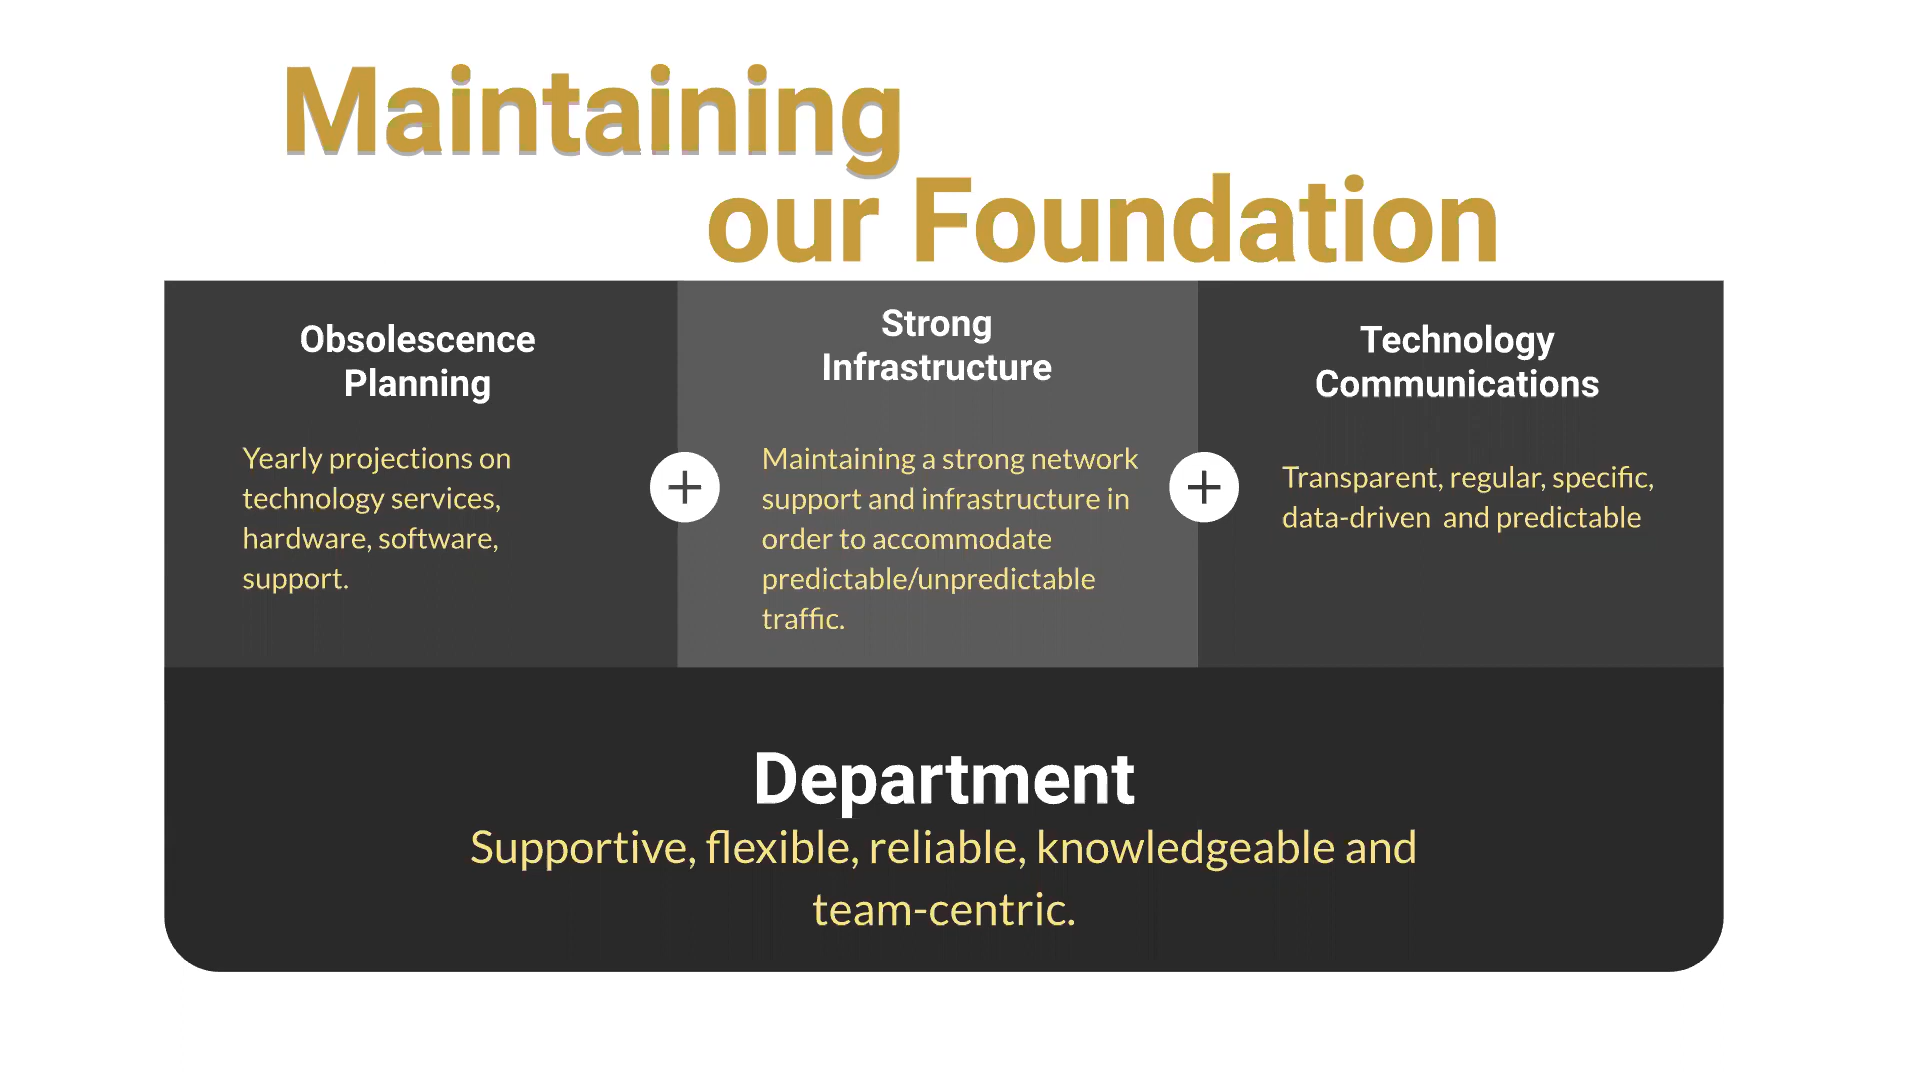 Maintaining
our Foundation
Obsolescence
Planning
Yearly projections on
technology services,
hardware, software,
support.
Strong
Infrastructure
Maintaining a strong network
support and infrastructure in
order to accommodate
predictable/unpredictable
traffic.
Technology
Communications
Transparent, regular, specific,
data-driven  and predictable
Department
Supportive, flexible, reliable, knowledgeable and
team-centric.